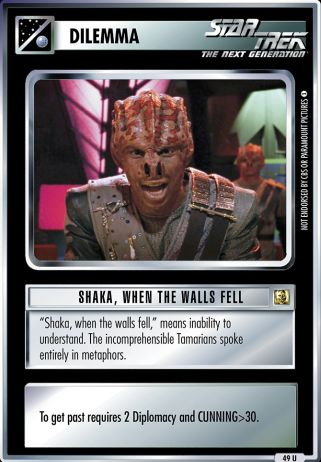 DILEMMA
STAR TREK
THE NEXT GENERATION
NOT ENDORSED BY CBS OR PARAMOUNT PICTURES
SHAKA, WHEN THE WALLS FELL
“Shaka, when the walls fell,” means inability to
understand. The incomprehensible Tamarians spoke
entirely in metaphors.
To get past requires 2 Diplomacy and CUNNING>30.
49 U